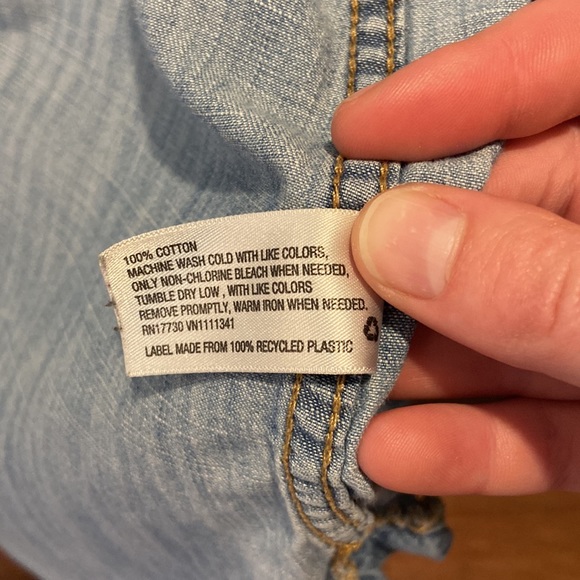 100% COTTON
MACHINE WASH COLD WITH LIKE COLORS,
ONLY NON-CHLORINE BLEACH WHEN NEEDED,
TUMBLE DRY LOW , WITH LIKE COLORS
REMOVE PROMPTLY, WARM IRON WHEN NEEDED.
RN17730 VN1111341
LABEL MADE FROM 100% RECYCLED PLASTIC